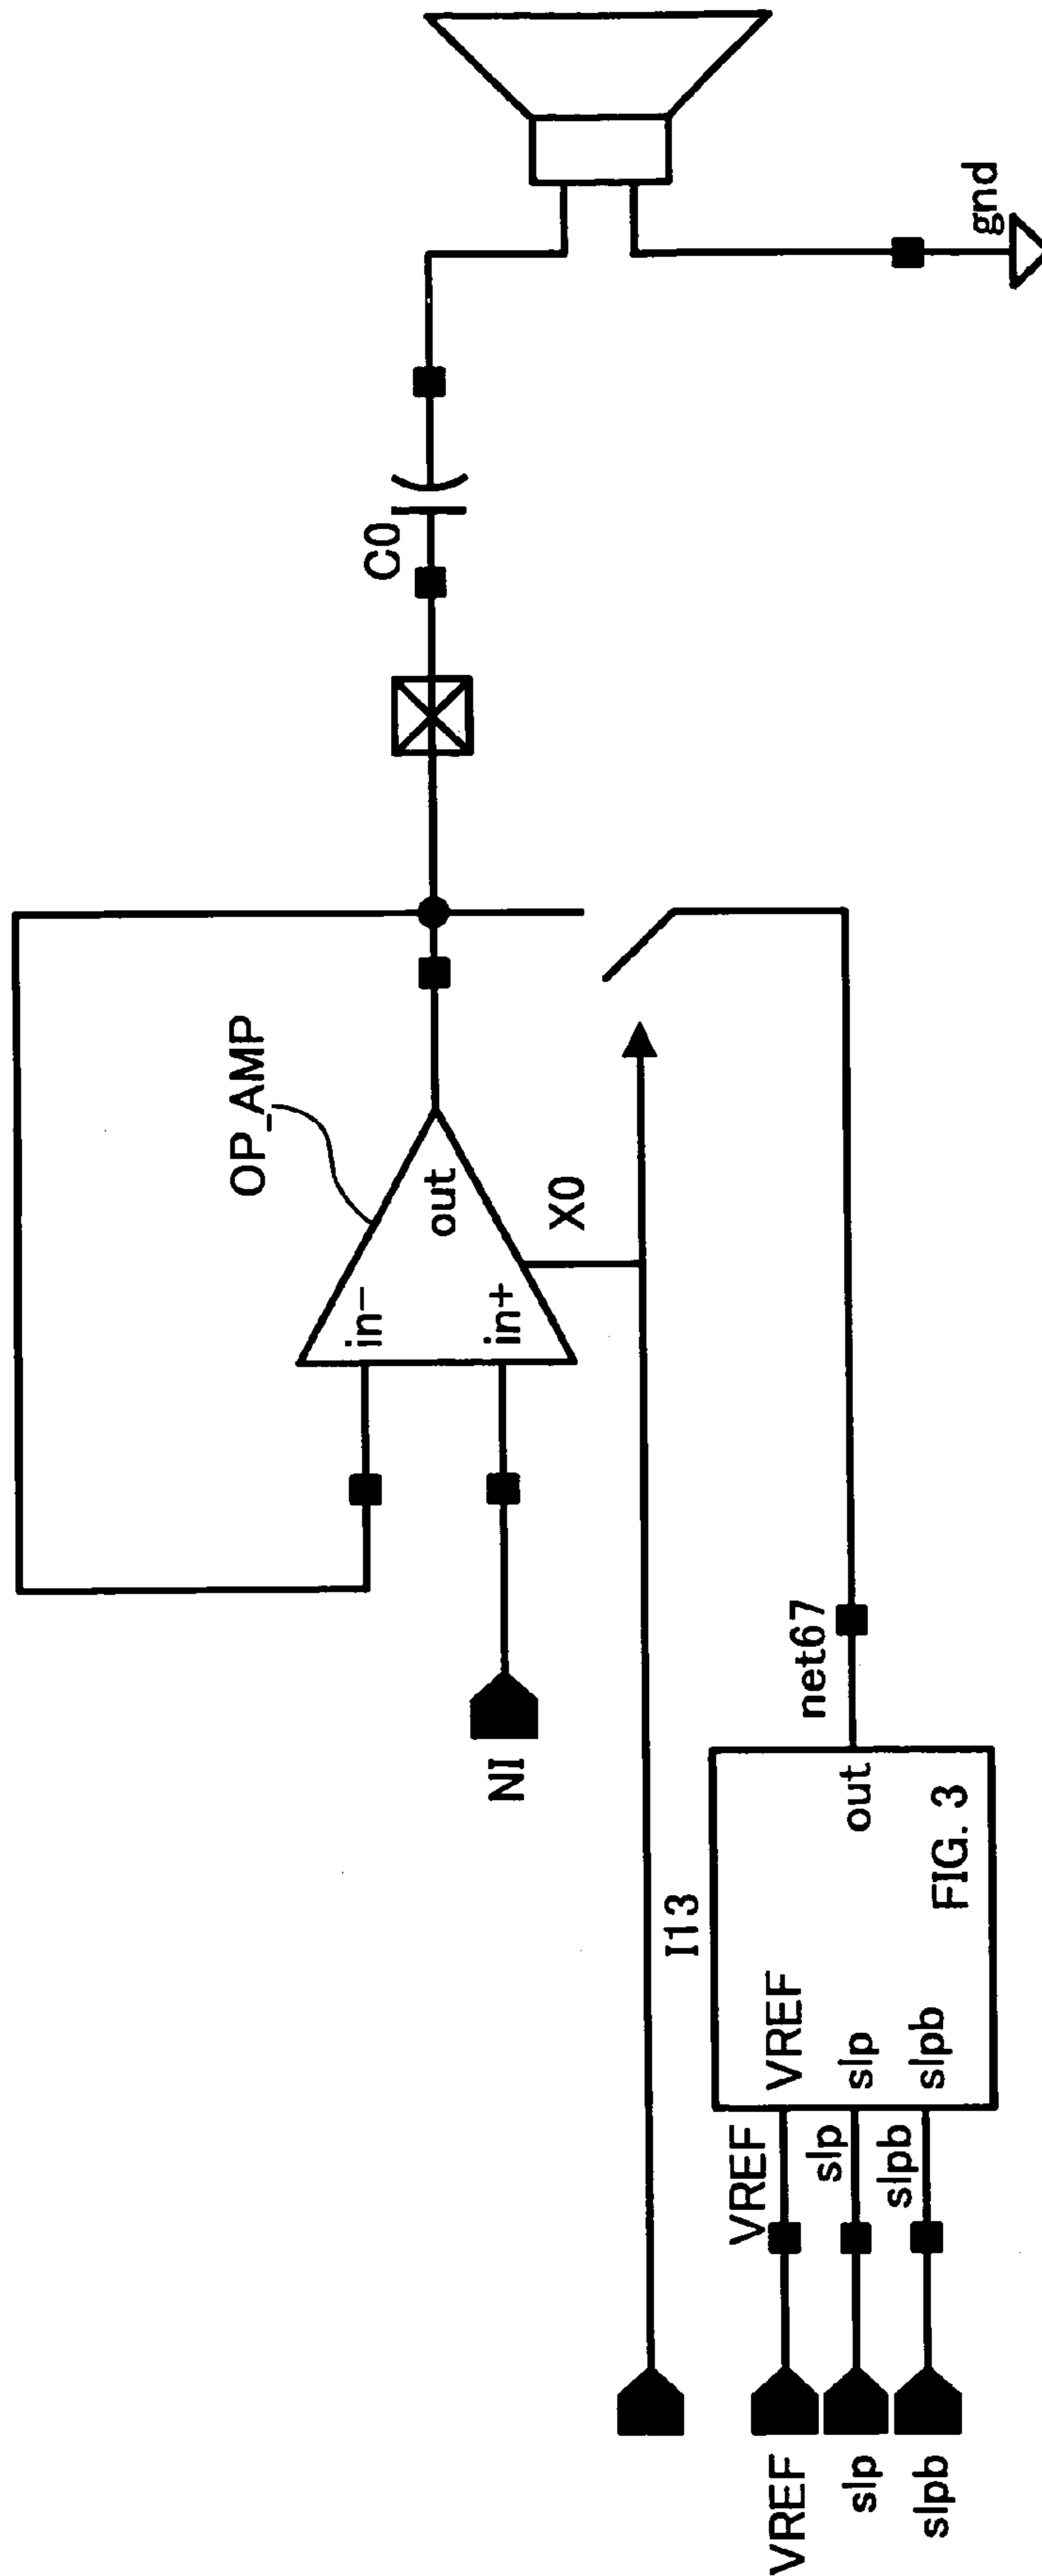 OP_AMP
C0
in−
out
in+
gnd
X0
NI
I13
net67
VREF
VREF
VREF
out
slp
slp
slp
slpb
slpb
slpb
FIG. 3